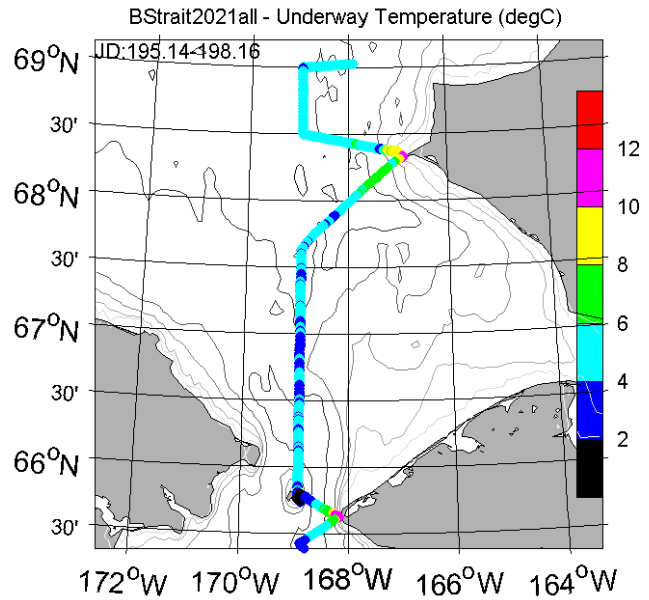 BStrait2021all - Underway Temperature (degC)
JD:195.14-198.16
69°N
30'
68°N
30'
67°N
30'
66°N
30'
12
10
8
6
4
2
172°W 170°W 168°W 166°W 164°W